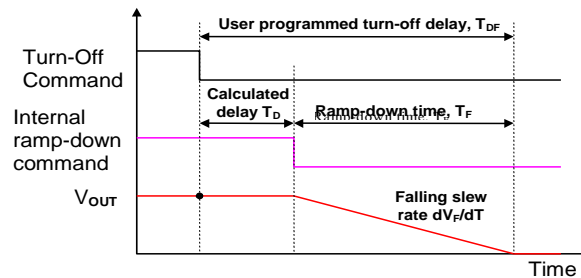 User programmed turn-off delay, TDF
Turn-Off
Command
Calculated
delay TD
Ramp-down time, TF
Internal
ramp-down
command
VOUT
Falling slew
rate dVF/dT
Time